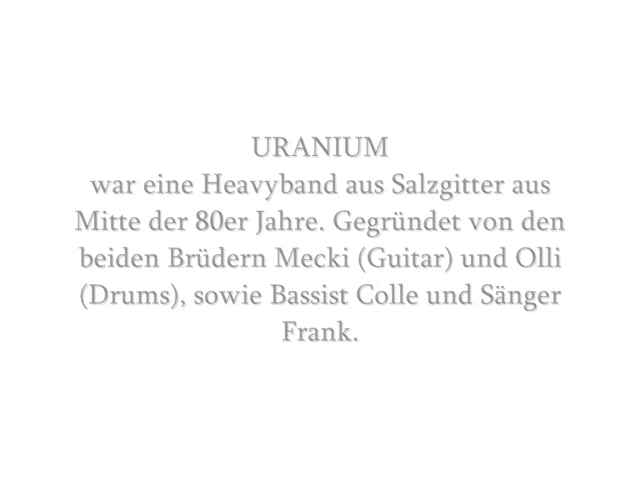 URANIUM
war eine Heavyband aus Salzgitter aus
Mitte der 80er Jahre. Gegründet von den
beiden Brüdern Mecki (Guitar) und Olli
(Drums), sowie Bassist Colle und Sänger
Frank.